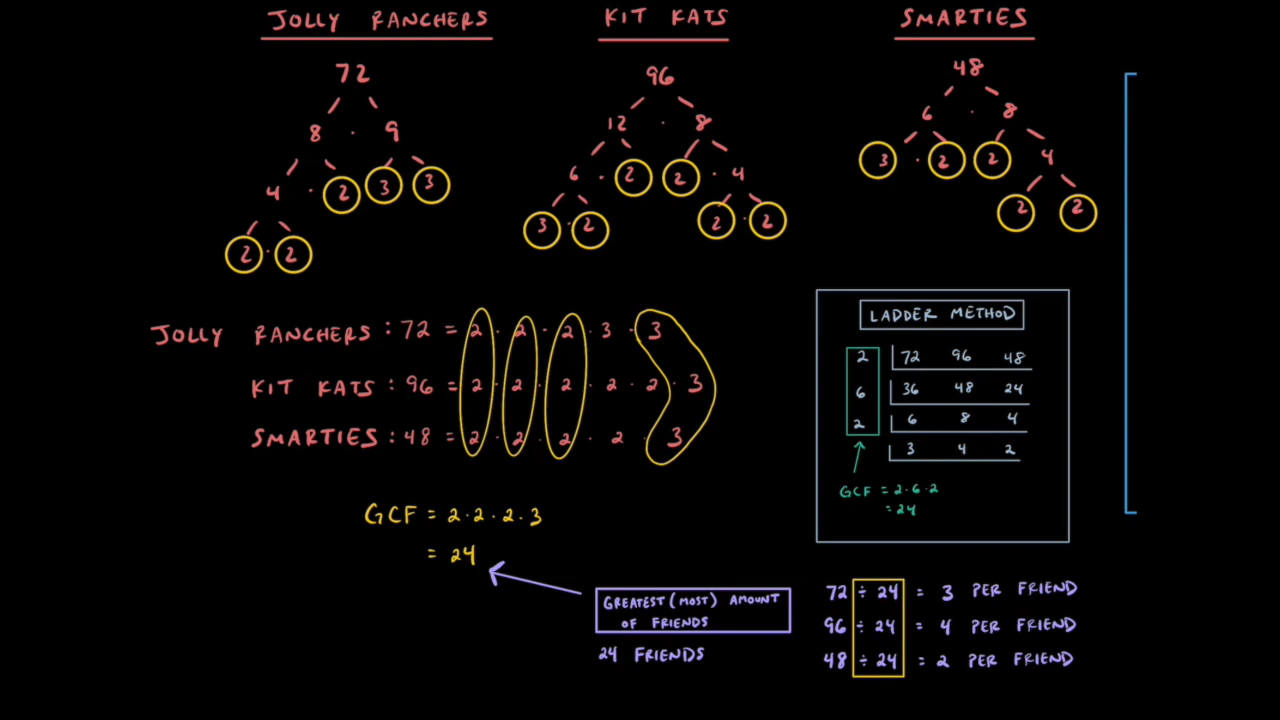 JOLLY RANCHERS
72
8 · 9
4 · 2 3 3
2 · 2
KIT KATS
96
12 · 8
6 · 2 2 · 4
3 · 2 2 · 2
SMARTIES
48
6 · 8
3 · 2 2 4
2 2
JOLLY RANCHERS : 72 = 2 · 2 · 2 · 3 · 3
KIT KATS : 96 = 2 · 2 · 2 · 2 · 2 · 3
SMARTIES : 48 = 2 · 2 · 2 · 2 · 3
GCF = 2 · 2 · 2 · 3
= 24
LADDER METHOD
2 72 96 48
6 36 48 24
2 6 8 4
3 4 2
GCF = 2 · 6 · 2
= 24
GREATEST (MOST) AMOUNT
OF FRIENDS
24 FRIENDS
72 ÷ 24 = 3 PER FRIEND
96 ÷ 24 = 4 PER FRIEND
48 ÷ 24 = 2 PER FRIEND